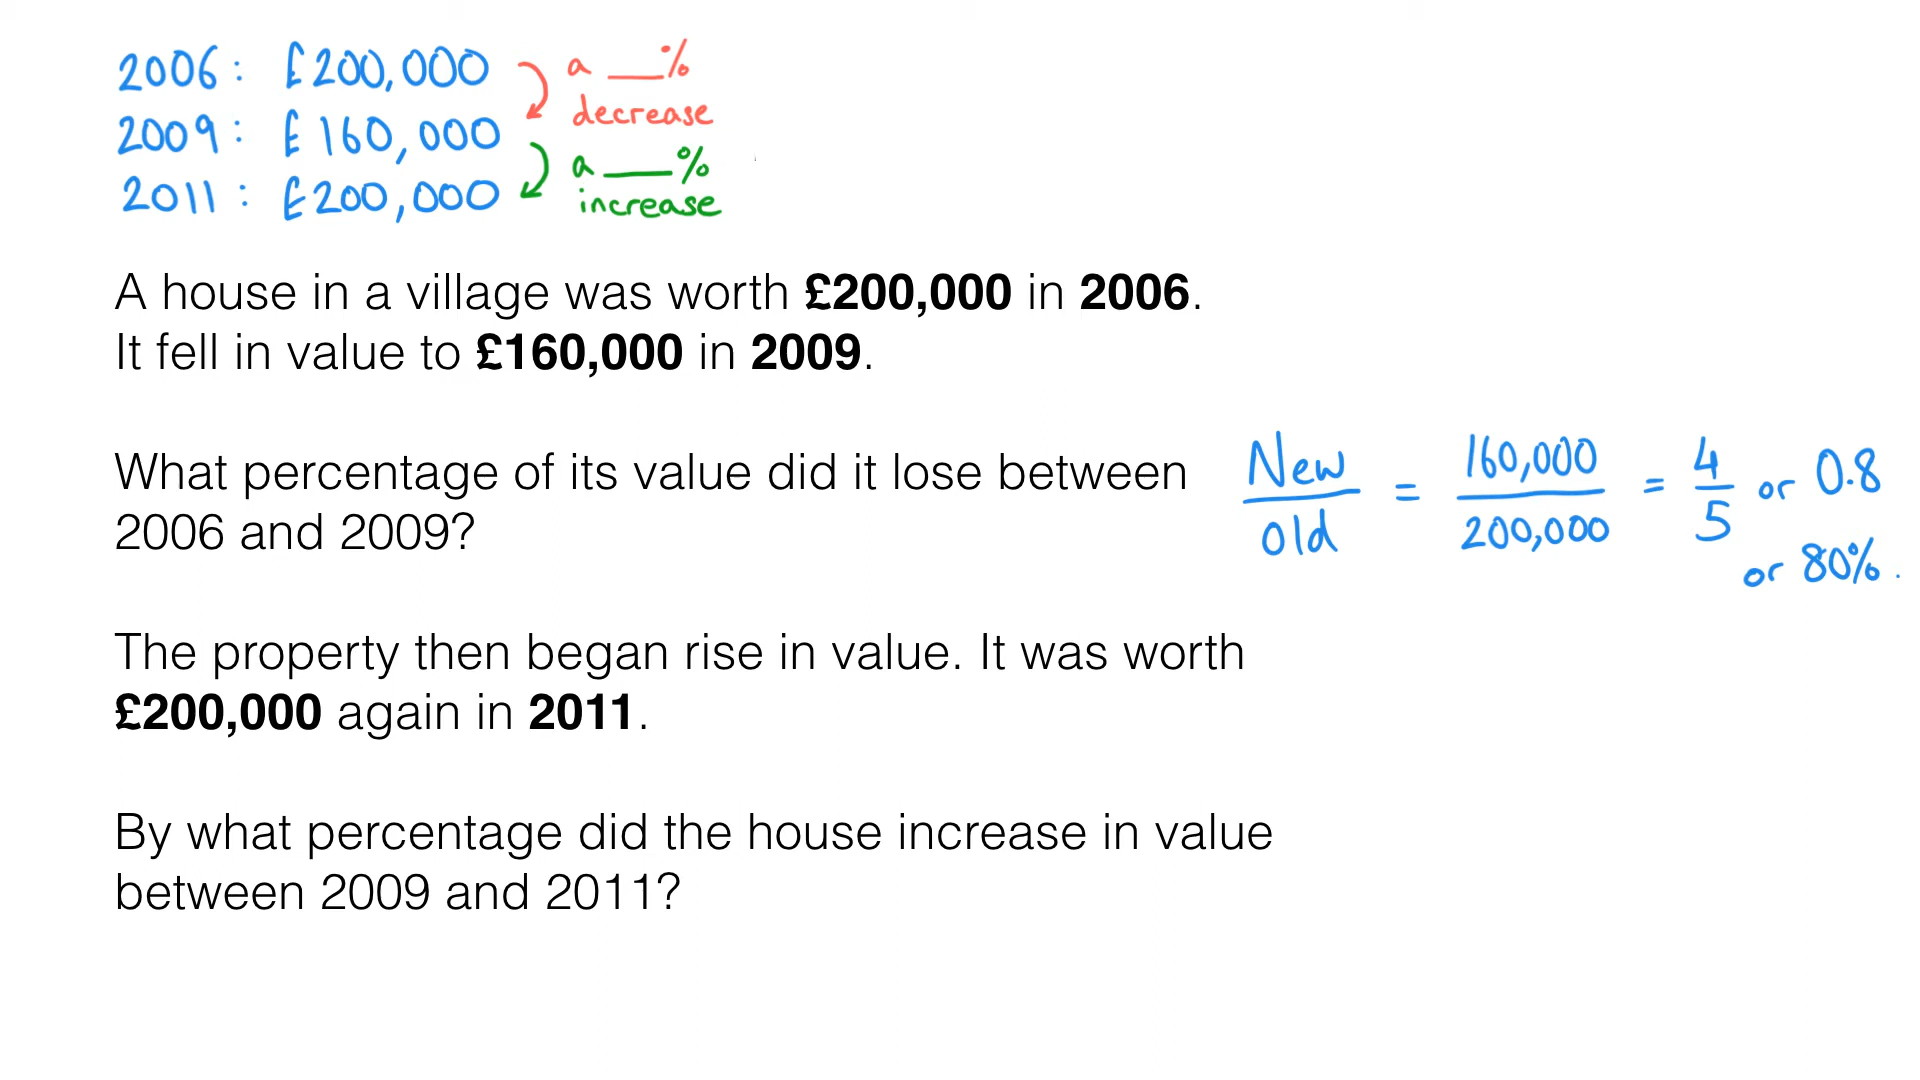 2006: £200,000
a ___%
decrease
2009: £160,000
a ___%
increase
2011: £200,000
A house in a village was worth £200,000 in 2006.
It fell in value to £160,000 in 2009.
What percentage of its value did it lose between
2006 and 2009?
New/old = 160,000/200,000 = 4/5 or 0.8
or 80%.
The property then began rise in value. It was worth
£200,000 again in 2011.
By what percentage did the house increase in value
between 2009 and 2011?